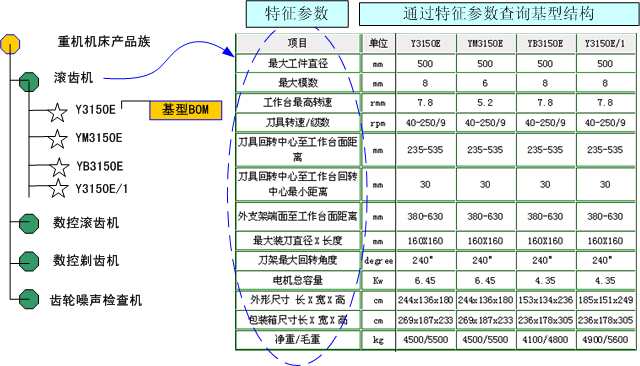 特征参数
通过特征参数查询基型结构
重机机床产品族
滚齿机
Y3150E
基型BOM
YM3150E
YB3150E
Y3150E/1
数控滚齿机
数控剃齿机
齿轮噪声检查机
项目 单位 Y3150E YM3150E YB3150E Y3150E/1
最大工件直径 mm 500 500 500 500
最大模数 mm 8 6 8 8
工作台最高转速 rmm 7.8 5.2 7.8 7.8
刀具转速/级数 rpm 40-250/9 40-250/9 40-250/9 40-250/9
刀具回转中心至工作台面距
离 mm 235-535 235-535 235-535 235-535
刀具回转中心至工作台回转
中心最小距离 mm 30 30 30 30
外支架端面至工作台面距离 mm 380-630 380-630 380-630 380-630
最大装刀直径X长度 mm 160X160 160X160 160X160 160X160
刀架最大回转角度 degree 240° 240° 240° 240°
电机总容量 Kw 6.45 6.45 4.35 4.35
外形尺寸 长X宽X高 cm 244x136x180 244x136x180 153x134x236 185x151x249
包装箱尺寸长X宽X高 cm 269x187x233 269x187x233 236x178x305 236x178x305
净重/毛重 kg 4500/5500 4500/5500 4100/4800 4900/5600